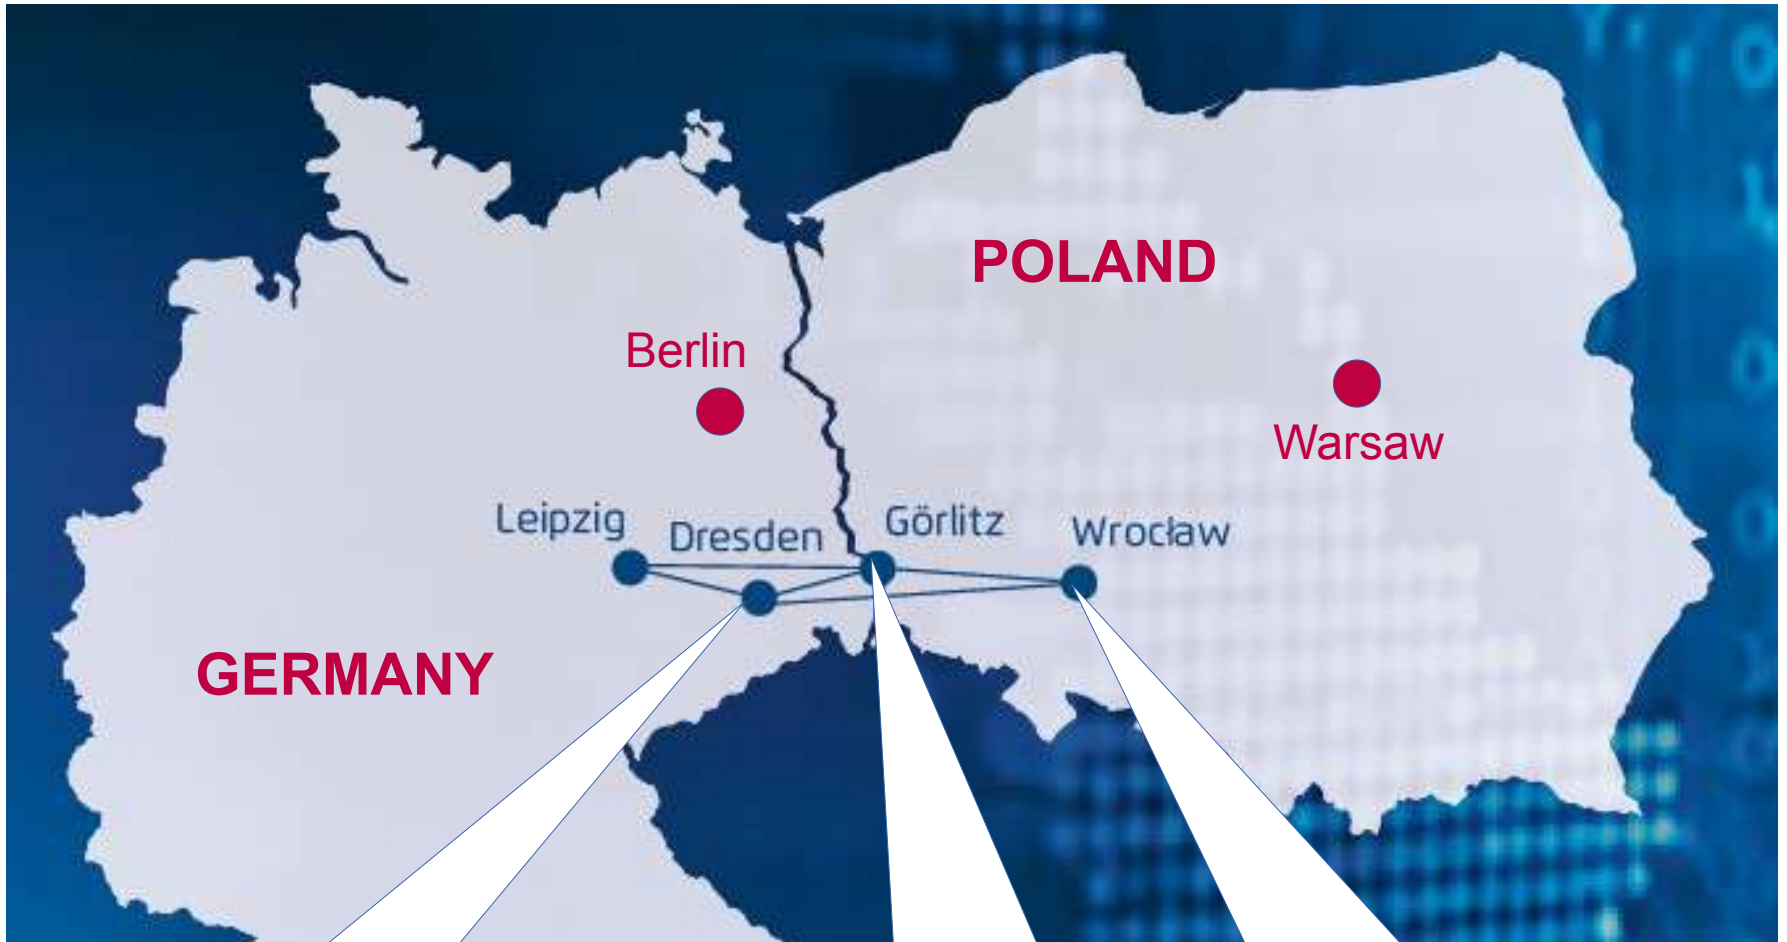 POLAND
Berlin
Warsaw
Leipzig
Dresden
Görlitz
Wrocław
GERMANY